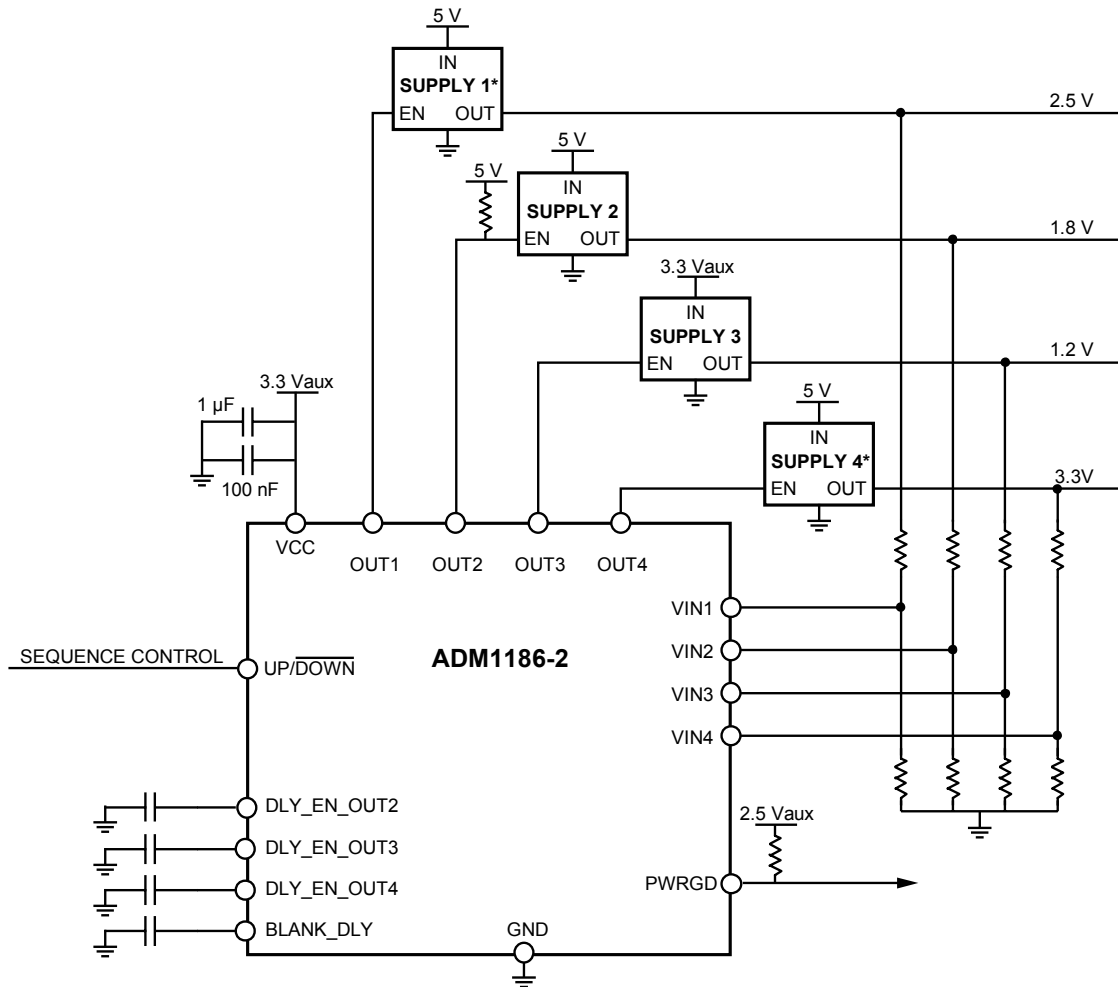 5 V
IN
SUPPLY 1*
EN OUT
2.5 V
5 V
5 V
IN
SUPPLY 2
EN OUT
1.8 V
3.3 Vaux
IN
SUPPLY 3
EN OUT
1.2 V
3.3 Vaux
1 µF
100 nF
5 V
IN
SUPPLY 4*
EN OUT
3.3V
VCC
OUT1
OUT2
OUT3
OUT4
VIN1
SEQUENCE CONTROL
UP/DOWN
ADM1186-2
VIN2
VIN3
VIN4
DLY_EN_OUT2
DLY_EN_OUT3
DLY_EN_OUT4
BLANK_DLY
2.5 Vaux
PWRGD
GND